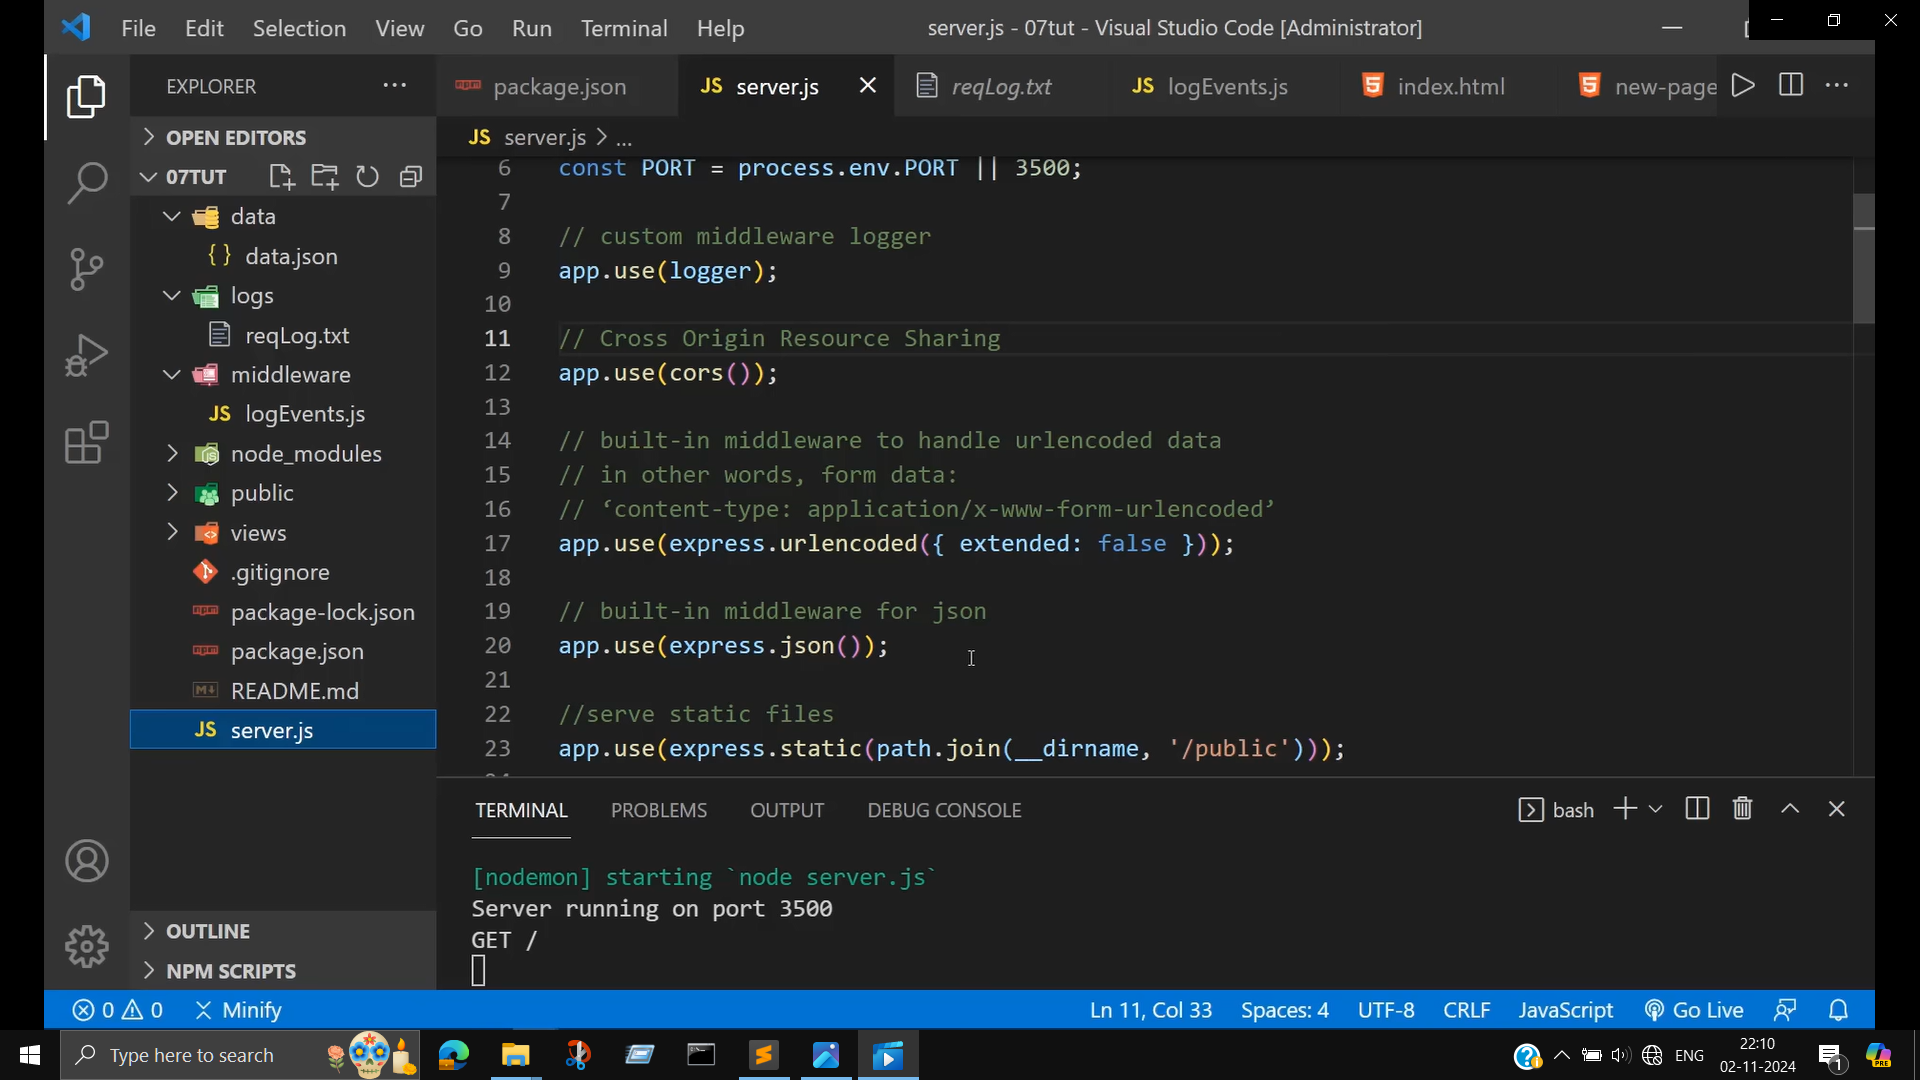 File Edit Selection View Go Run Terminal Help server.js - 07tut - Visual Studio Code [Administrator]
EXPLORER ...
package.json JS server.js reqLog.txt JS logEvents.js index.html new-page
OPEN EDITORS
JS server.js > ...
07TUT
data
{} data.json
logs
reqLog.txt
middleware
JS logEvents.js
node_modules
public
views
.gitignore
package-lock.json
package.json
README.md
JS server.js
OUTLINE
NPM SCRIPTS
6 const PORT = process.env.PORT || 3500;
7
8 // custom middleware logger
9 app.use(logger);
10
11 // Cross Origin Resource Sharing
12 app.use(cors());
13
14 // built-in middleware to handle urlencoded data
15 // in other words, form data:
16 // ‘content-type: application/x-www-form-urlencoded’
17 app.use(express.urlencoded({ extended: false }));
18
19 // built-in middleware for json
20 app.use(express.json());
21
22 //serve static files
23 app.use(express.static(path.join(__dirname, '/public')));
TERMINAL PROBLEMS OUTPUT DEBUG CONSOLE bash
[nodemon] starting `node server.js`
Server running on port 3500
GET /
0 0 Minify Ln 11, Col 33 Spaces: 4 UTF-8 CRLF JavaScript Go Live
Type here to search ENG 22:10
02-11-2024 1